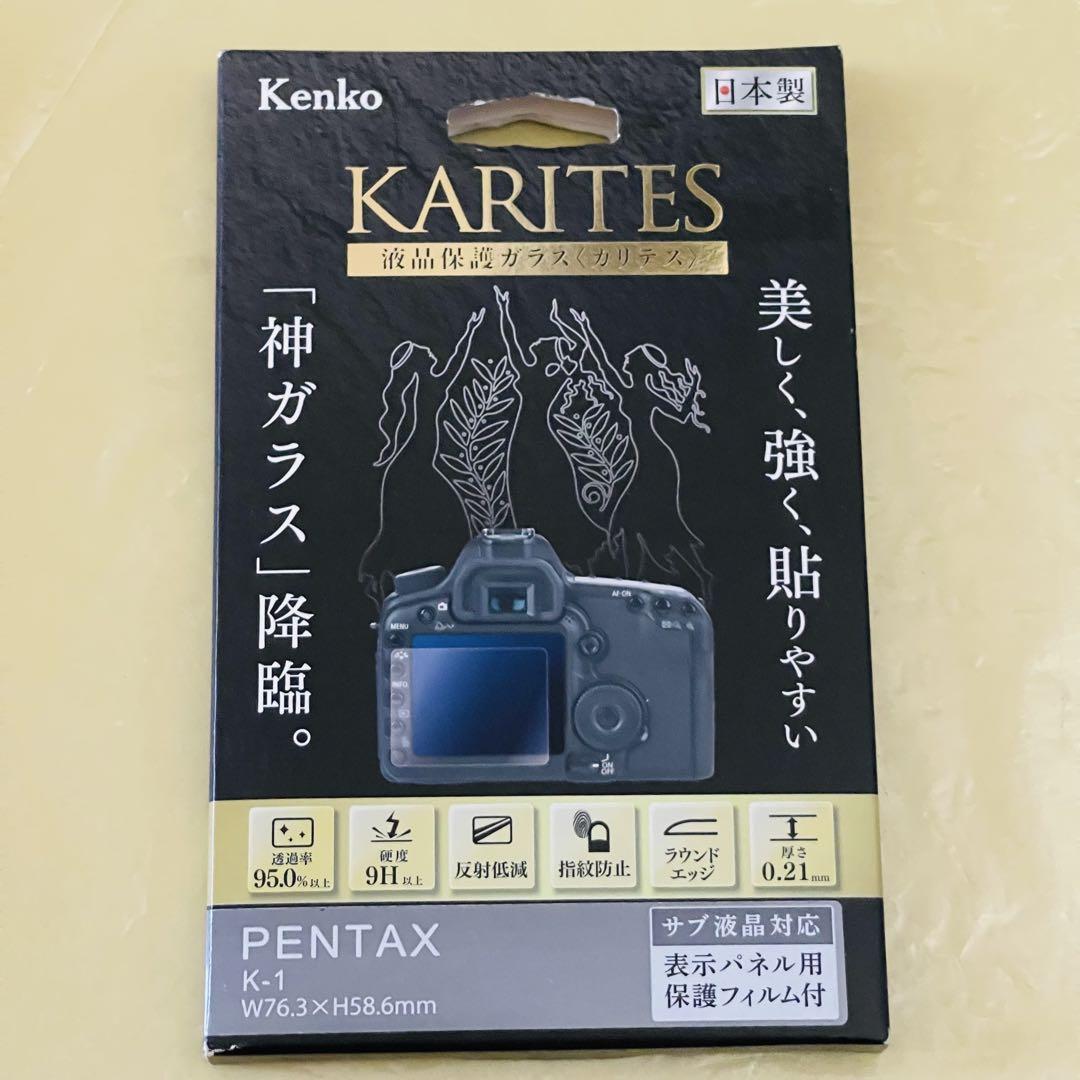 Kenko
日本製
KARITES
液晶保護ガラス〈カリテス〉
美しく、強く、貼りやすい
「神ガラス」降臨。
AF-ON
MENU
INFO
ON
OFF
透過率
95.0%以上
硬度
9H以上
反射低減
指紋防止
ラウンド
エッジ
厚さ
0.21mm
PENTAX
K-1
W76.3×H58.6mm
サブ液晶対応
表示パネル用
保護フィルム付